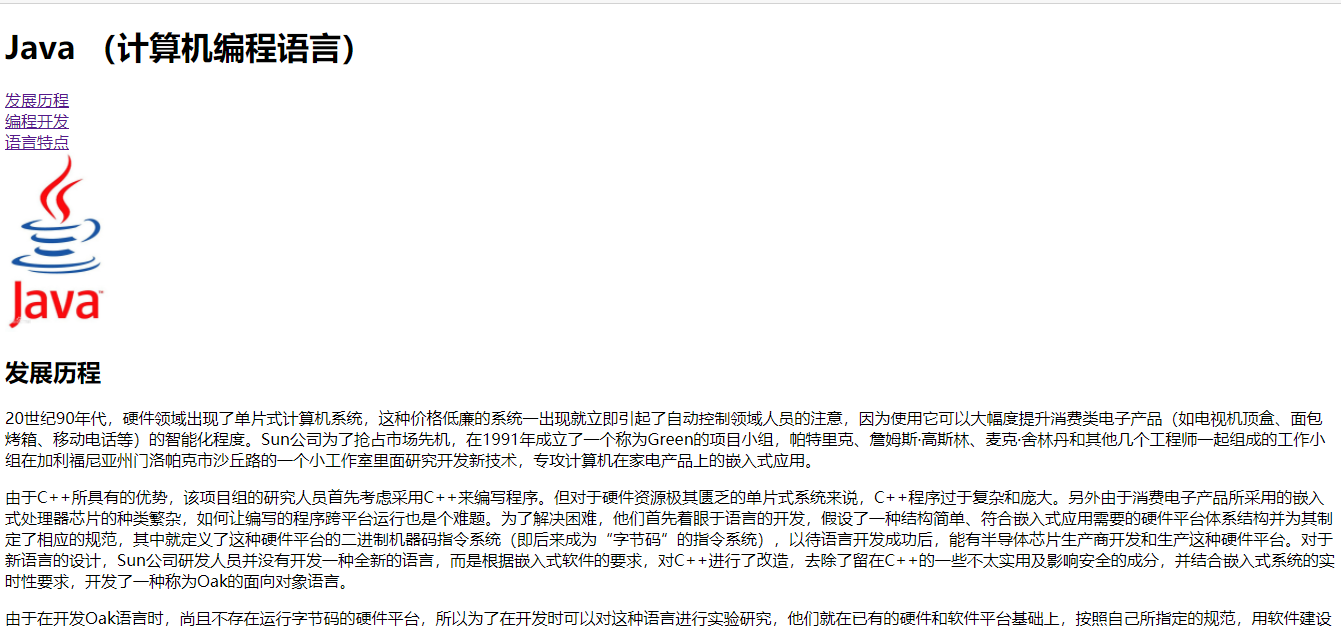 Java （计算机编程语言）
发展历程
编程开发
语言特点
Java™
发展历程
20世纪90年代，硬件领域出现了单片式计算机系统，这种价格低廉的系统一出现就立即引起了自动控制领域人员的注意，因为使用它可以大幅度提升消费类电子产品（如电视机顶盒、面包
烤箱、移动电话等）的智能化程度。Sun公司为了抢占市场先机，在1991年成立了一个称为Green的项目小组，帕特里克、詹姆斯·高斯林、麦克·舍林丹和其他几个工程师一起组成的工作小
组在加利福尼亚州门洛帕克市沙丘路的一个小工作室里面研究开发新技术，专攻计算机在家电产品上的嵌入式应用。
由于C++所具有的优势，该项目组的研究人员首先考虑采用C++来编写程序。但对于硬件资源极其匮乏的单片式系统来说，C++程序过于复杂和庞大。另外由于消费电子产品所采用的嵌入
式处理器芯片的种类繁杂，如何让编写的程序跨平台运行也是个难题。为了解决困难，他们首先着眼于语言的开发，假设了一种结构简单、符合嵌入式应用需要的硬件平台体系结构并为其制
定了相应的规范，其中就定义了这种硬件平台的二进制机器码指令系统（即后来成为“字节码”的指令系统），以待语言开发成功后，能有半导体芯片生产商开发和生产这种硬件平台。对于
新语言的设计，Sun公司研发人员并没有开发一种全新的语言，而是根据嵌入式软件的要求，对C++进行了改造，去除了留在C++的一些不太实用及影响安全的成分，并结合嵌入式系统的实
时性要求，开发了一种称为Oak的面向对象语言。
由于在开发Oak语言时，尚且不存在运行字节码的硬件平台，所以为了在开发时可以对这种语言进行实验研究，他们就在已有的硬件和软件平台基础上，按照自己所指定的规范，用软件建设